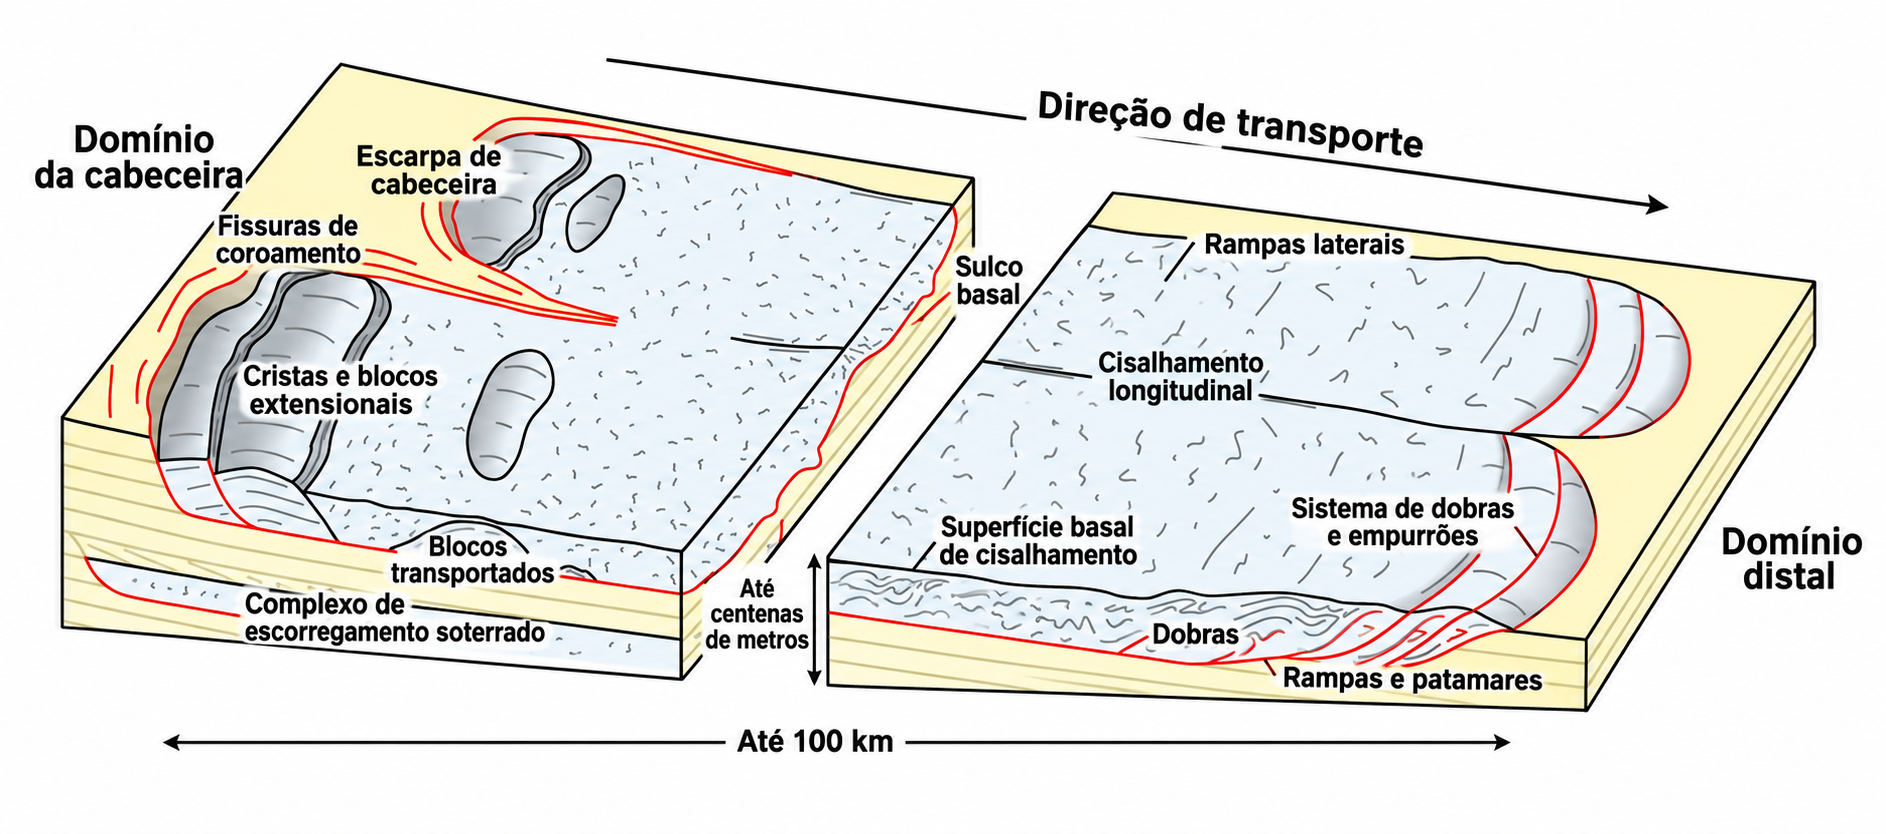 Direção de transporte
Domínio
da cabeceira
Escarpa de
cabeceira
Fissuras de
coroamento
Cristas e blocos
extensionais
Sulco
basal
Rampas laterais
Cisalhamento
longitudinal
Superfície basal
de cisalhamento
Sistema de dobras
e empurrões
Domínio
distal
Blocos
transportados
Complexo de
escorregamento soterrado
Até
centenas
de metros
Dobras
Rampas e patamares
Até 100 km